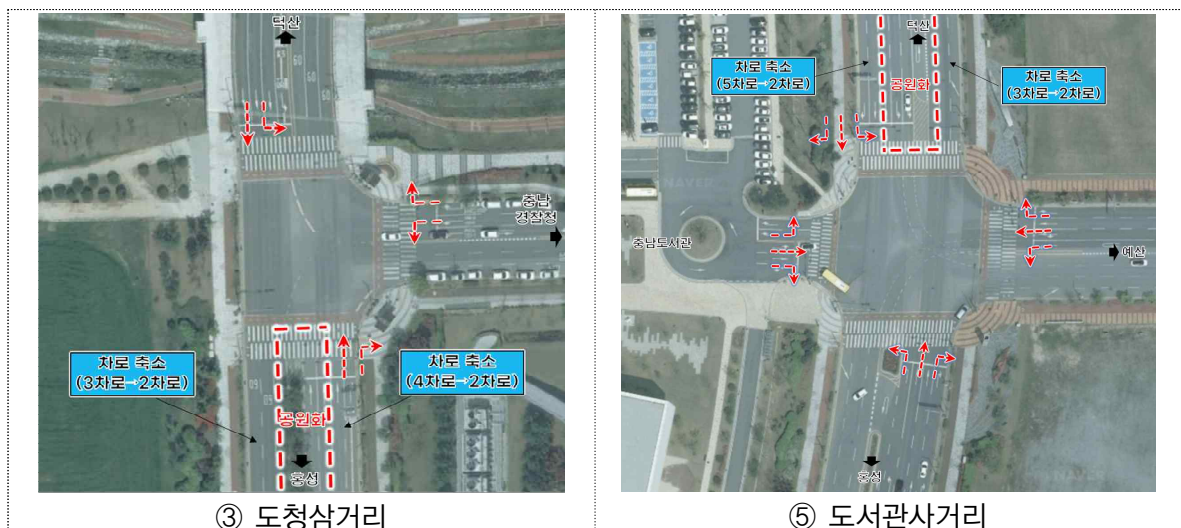 덕산
60
충남
경찰청
차로 축소
(3차로→2차로)
차로 축소
(4차로→2차로)
공원화
홍성
③ 도청삼거리
덕산
차로 축소
(5차로→2차로)
차로 축소
(3차로→2차로)
공원화
NAVER
충남도서관
예산
홍성
⑤ 도서관사거리